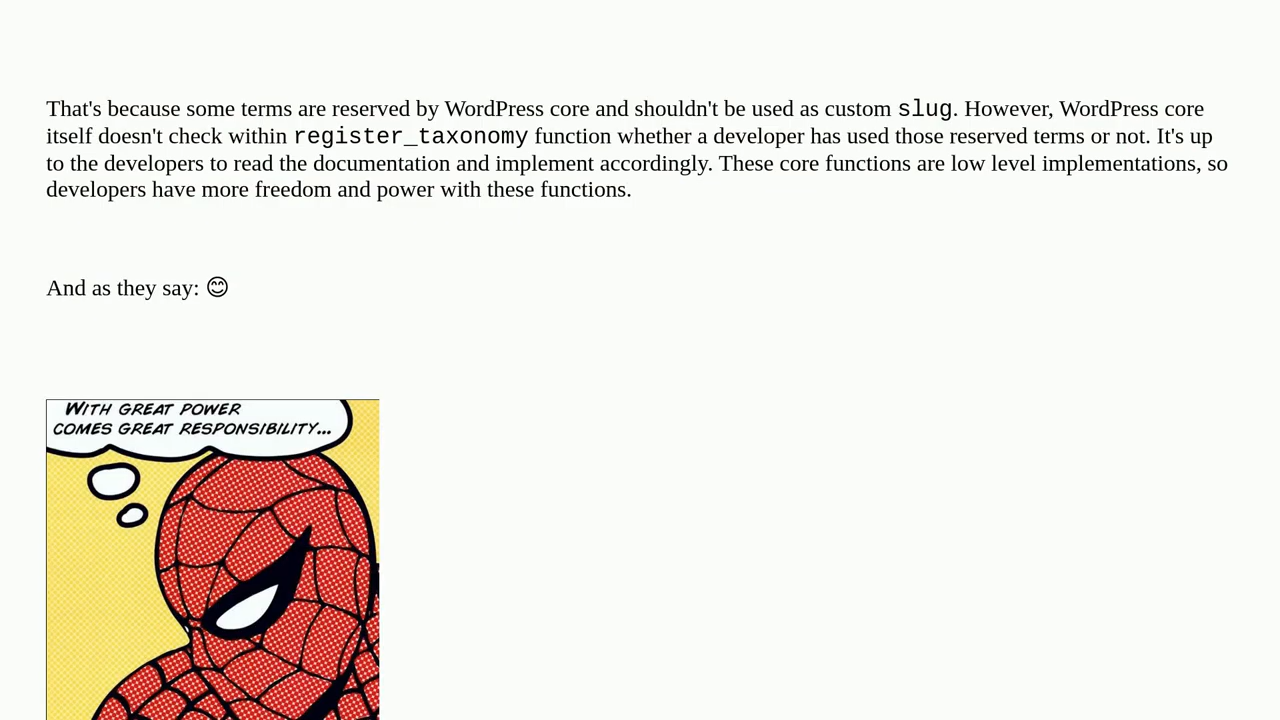 That's because some terms are reserved by WordPress core and shouldn't be used as custom slug. However, WordPress core
itself doesn't check within register_taxonomy function whether a developer has used those reserved terms or not. It's up
to the developers to read the documentation and implement accordingly. These core functions are low level implementations, so
developers have more freedom and power with these functions.
And as they say: 😊
WITH GREAT POWER
COMES GREAT RESPONSIBILITY...